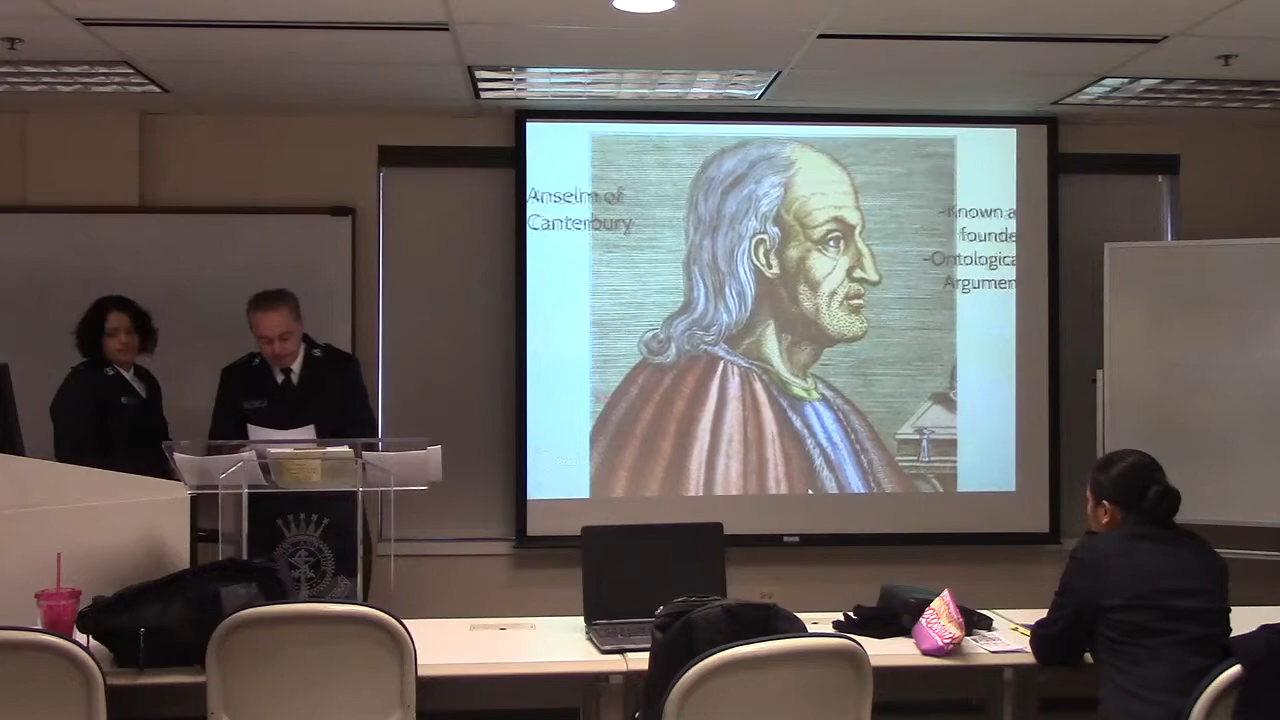 Anselm of
Canterbury
-Known a
founde
-Ontologica
Argumen